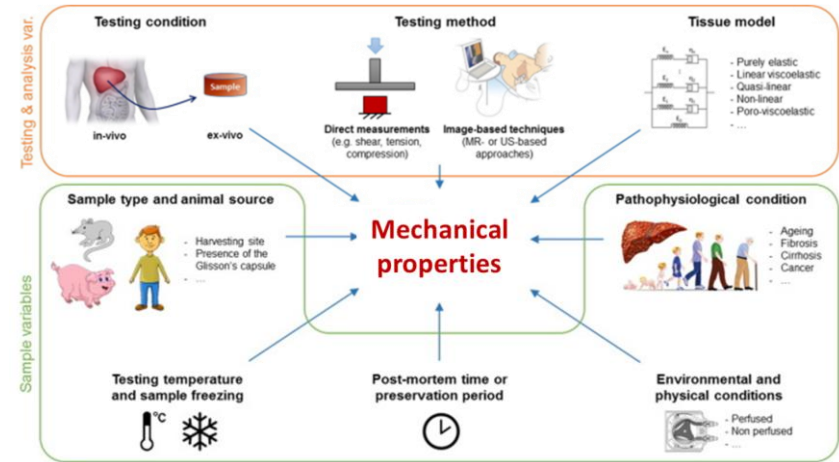 Testing & analysis var.
Testing condition
Sample
in-vivo
ex-vivo
Testing method
Direct measurements
(e.g. shear, tension,
compression)
Image-based techniques
(MR- or US-based
approaches)
Tissue model
- Purely elastic
- Linear viscoelastic
- Quasi-linear
- Non-linear
- Poro-viscoelastic
- ...
Sample variables
Sample type and animal source
- Harvesting site
- Presence of the
Glisson's capsule
- ...
Mechanical
properties
Pathophysiological condition
- Ageing
- Fibrosis
- Cirrhosis
- Cancer
- ...
Testing temperature
and sample freezing
°C
Post-mortem time or
preservation period
Environmental and
physical conditions
- Perfused
- Non perfused
- ...